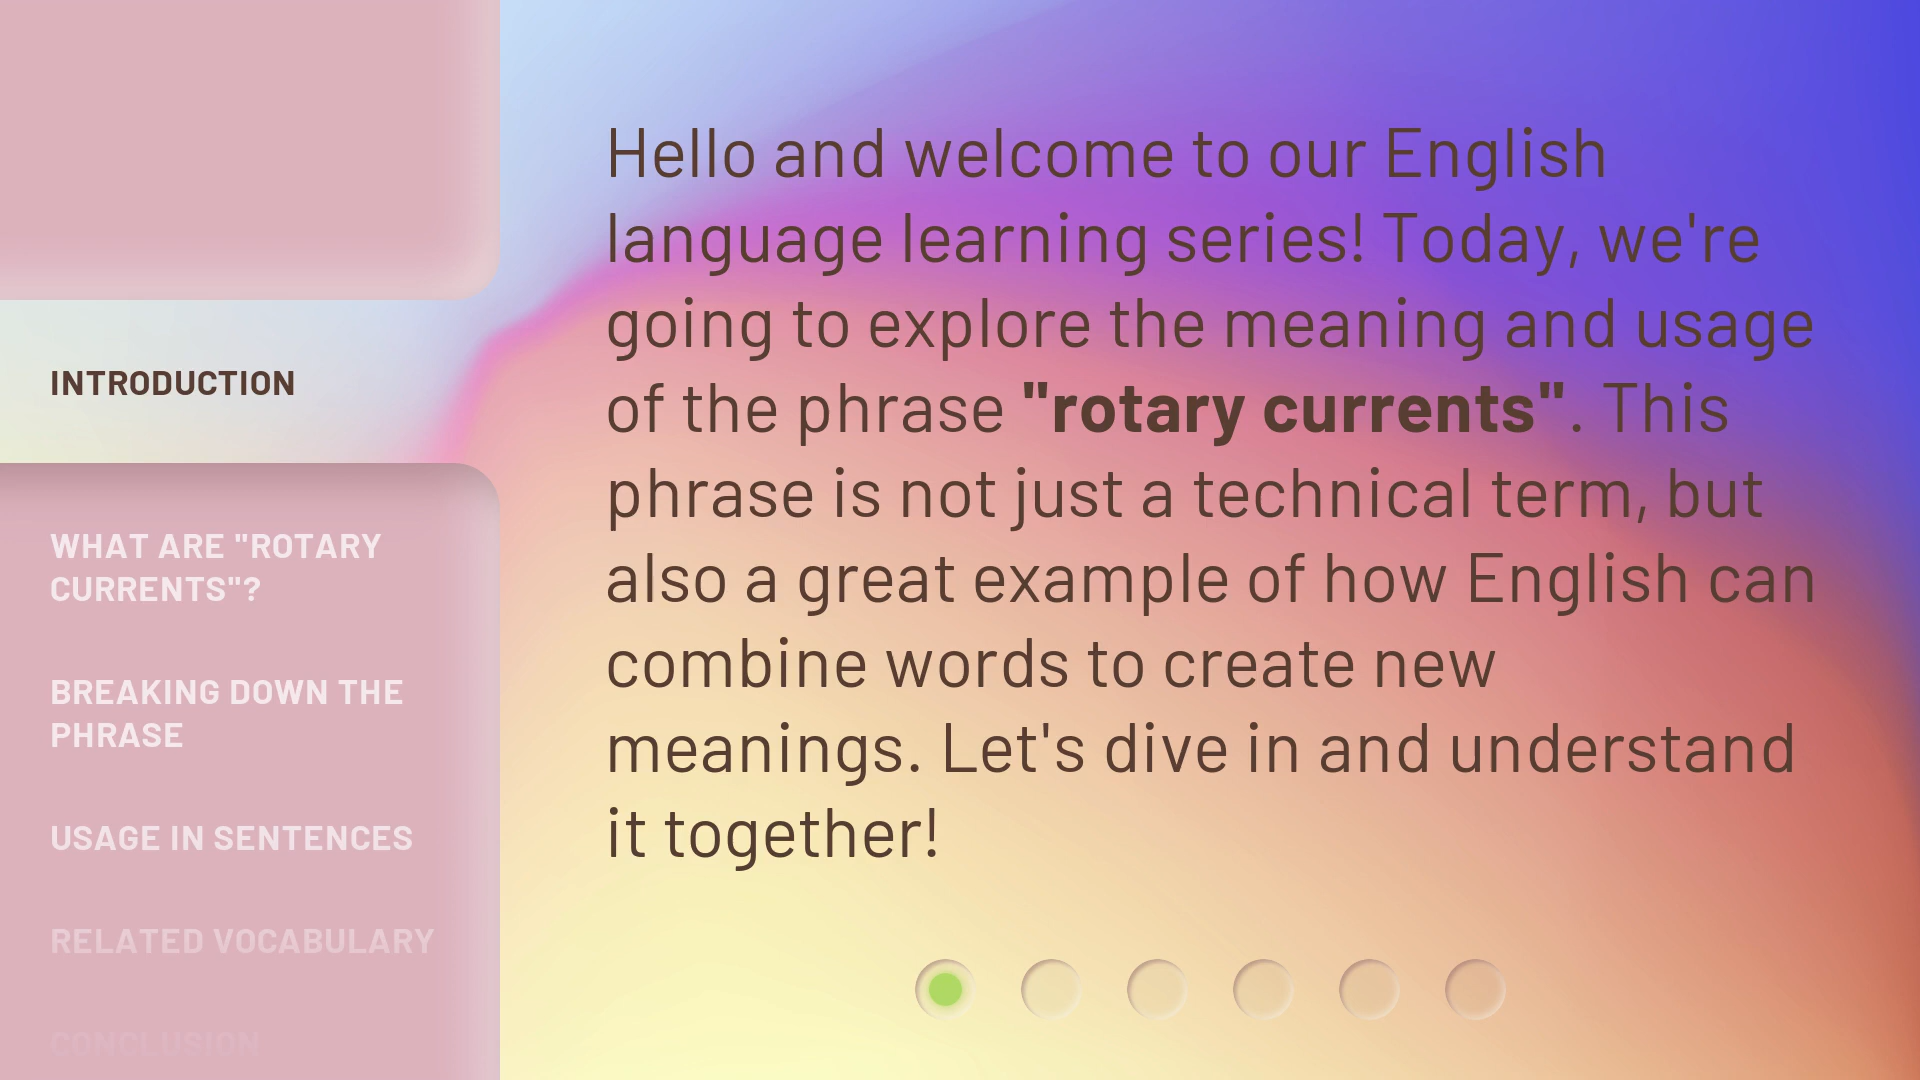 INTRODUCTION
WHAT ARE "ROTARY
CURRENTS"?
BREAKING DOWN THE
PHRASE
USAGE IN SENTENCES
RELATED VOCABULARY
CONCLUSION
Hello and welcome to our English
language learning series! Today, we're
going to explore the meaning and usage
of the phrase "rotary currents". This
phrase is not just a technical term, but
also a great example of how English can
combine words to create new
meanings. Let's dive in and understand
it together!